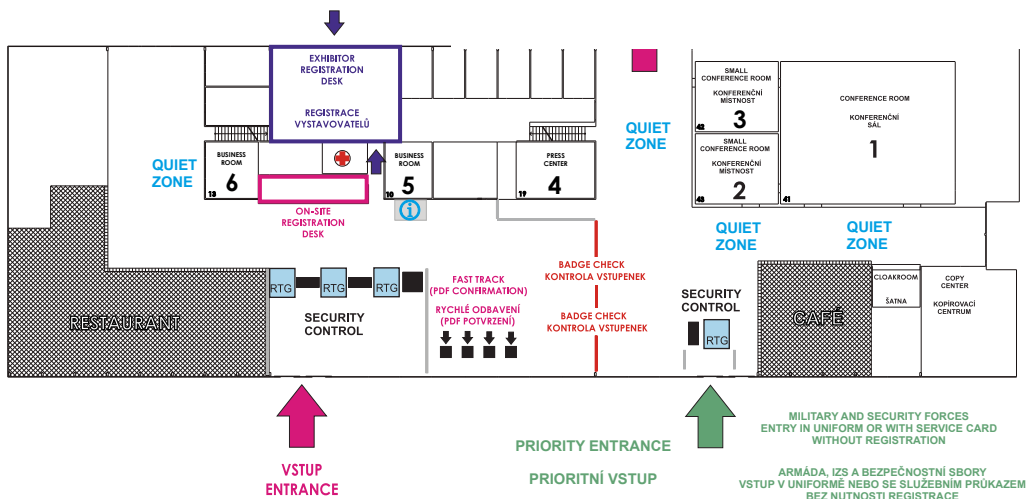 EXHIBITOR
REGISTRATION
DESK
REGISTRACE
VYSTAVOVATELŮ
SMALL
CONFERENCE ROOM
KONFERENČNÍ
MÍSTNOST
3
42
CONFERENCE ROOM
KONFERENČNÍ
SÁL
1
41
QUIET
ZONE
SMALL
CONFERENCE ROOM
KONFERENČNÍ
MÍSTNOST
2
43
QUIET
ZONE
BUSINESS
ROOM
6
13
BUSINESS
ROOM
5
10
i
PRESS
CENTER
4
19
ON-SITE
REGISTRATION
DESK
QUIET
ZONE
QUIET
ZONE
BADGE CHECK
KONTROLA VSTUPENEK
BADGE CHECK
KONTROLA VSTUPENEK
RTG
RTG
RTG
SECURITY
CONTROL
FAST TRACK
(PDF CONFIRMATION)
RYCHLÉ ODBAVENÍ
(PDF POTVRZENÍ)
SECURITY
CONTROL
RTG
RESTAURANT
CAFÉ
CLOAKROOM
ŠATNA
COPY
CENTER
KOPÍROVACÍ
CENTRUM
VSTUP
ENTRANCE
PRIORITY ENTRANCE
PRIORITNÍ VSTUP
MILITARY AND SECURITY FORCES
ENTRY IN UNIFORM OR WITH SERVICE CARD
WITHOUT REGISTRATION
ARMÁDA, IZS A BEZPEČNOSTNÍ SBORY
VSTUP V UNIFORMĚ NEBO SE SLUŽEBNÍM PRŮKAZEM
BEZ NUTNOSTI REGISTRACE